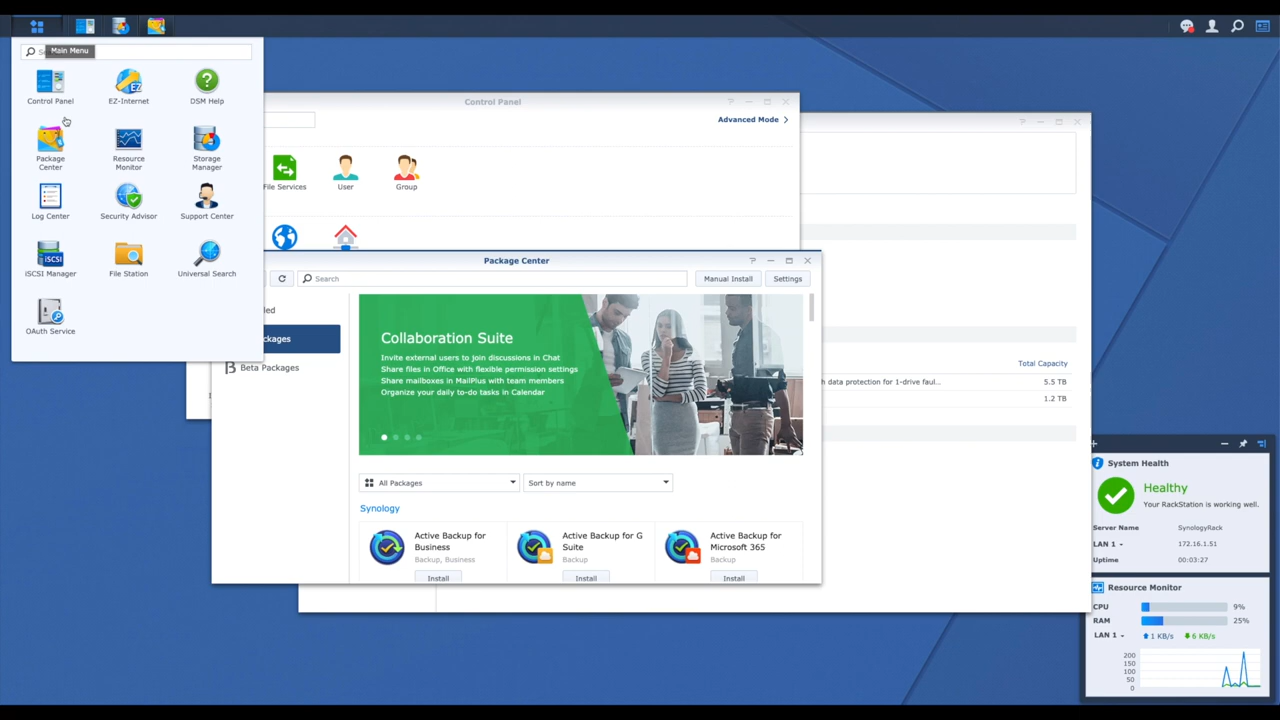 Main Menu
Control Panel
EZ-Internet
DSM Help
Package
Center
Resource
Monitor
Storage
Manager
Log Center
Security Advisor
Support Center
iSCSI
iSCSI Manager
File Station
Universal Search
OAuth Service
Control Panel
Advanced Mode
File Services
User
Group
Package Center
Search
Manual Install
Settings
Beta Packages
Collaboration Suite
Invite external users to join discussions in Chat
Share files in Office with flexible permission settings
Share mailboxes in MailPlus with team members
Organize your daily to-do tasks in Calendar
All Packages
Sort by name
Synology
Active Backup for
Business
Backup, Business
Install
Active Backup for G
Suite
Backup
Install
Active Backup for
Microsoft 365
Backup
Install
Total Capacity
data protection for 1-drive faul...
5.5 TB
1.2 TB
System Health
Healthy
Your RackStation is working well.
Server Name SynologyRack
LAN 1 172.16.1.51
Uptime 00:03:27
Resource Monitor
CPU 9%
RAM 25%
LAN 1 1 KB/s 6 KB/s
200
150
100
50
0